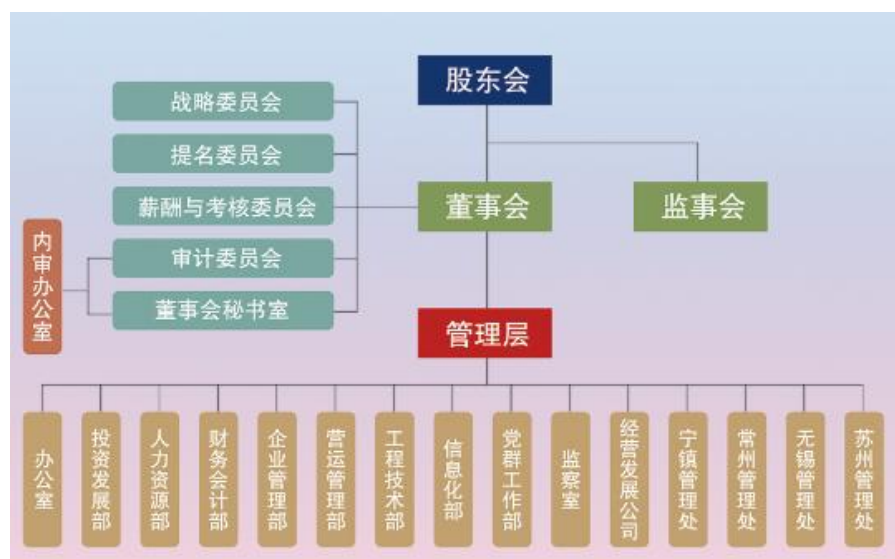 股东会
战略委员会
提名委员会
薪酬与考核委员会
董事会
监事会
内审办公室
审计委员会
董事会秘书室
管理层
办公室
投资发展部
人力资源部
财务会计部
企业管理部
营运管理部
工程技术部
信息化部
党群工作部
监察室
经营发展公司
宁镇管理处
常州管理处
无锡管理处
苏州管理处